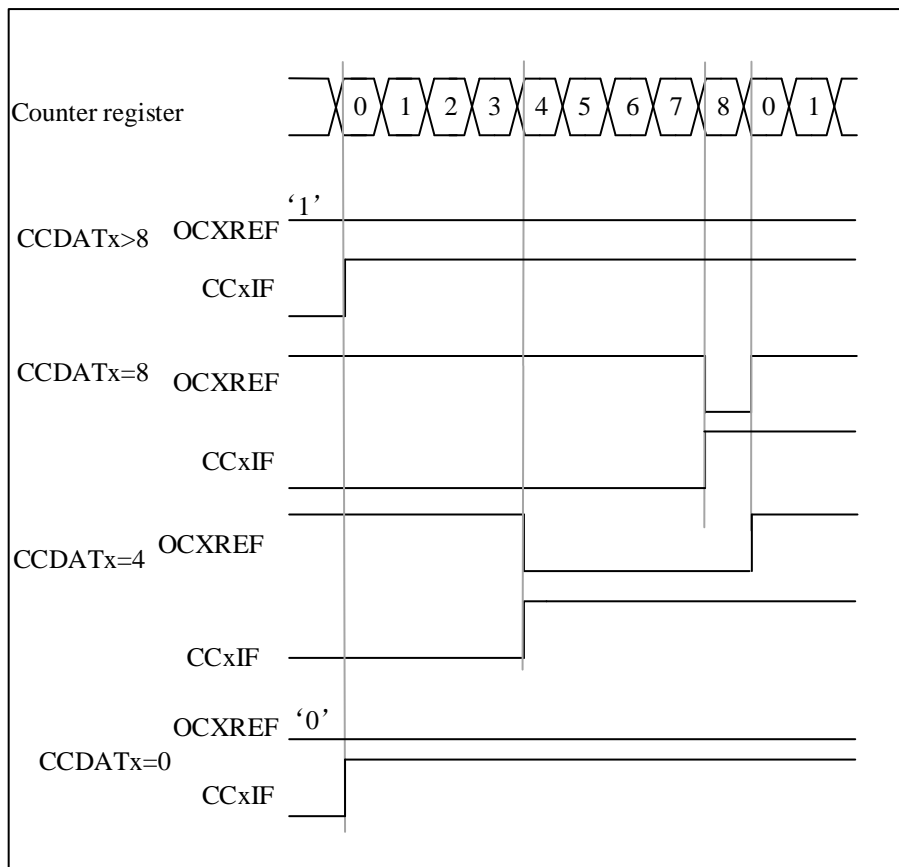 Counter register 0 1 2 3 4 5 6 7 8 0 1
‘1’
OCXREF
CCDATx>8
CCxIF
CCDATx=8
OCXREF
CCxIF
OCXREF
CCDATx=4
CCxIF
OCXREF ‘0’
CCDATx=0
CCxIF